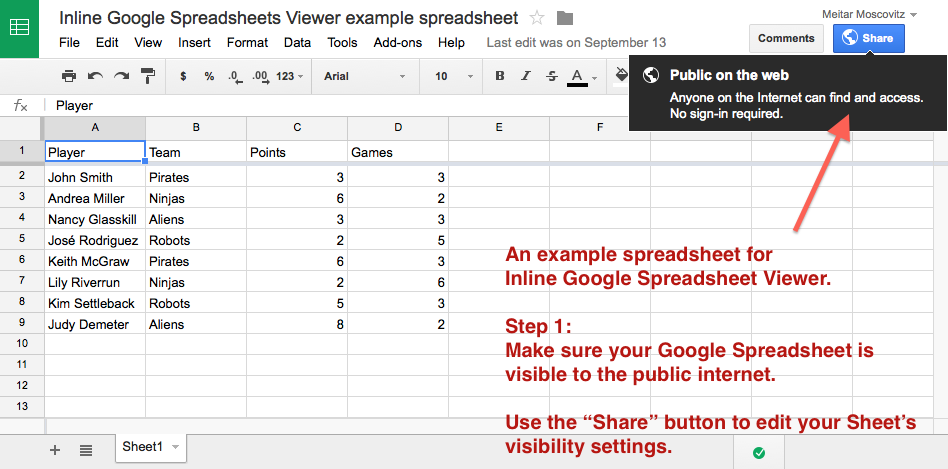 Inline Google Spreadsheets Viewer example spreadsheet
Meitar Moscovitz
File Edit View Insert Format Data Tools Add-ons Help Last edit was on September 13
Comments Share
$ % .0 .00 123 Arial 10 B I S A
Public on the web
Anyone on the Internet can find and access.
No sign-in required.
fx Player
A B C D E F
1 Player Team Points Games
2 John Smith Pirates 3 3
3 Andrea Miller Ninjas 6 2
4 Nancy Glasskill Aliens 3 3
5 José Rodriguez Robots 2 5
6 Keith McGraw Pirates 6 3
7 Lily Riverrun Ninjas 2 6
8 Kim Settleback Robots 5 3
9 Judy Demeter Aliens 8 2
10
11
12
13
An example spreadsheet for
Inline Google Spreadsheet Viewer.
Step 1:
Make sure your Google Spreadsheet is
visible to the public internet.
Use the “Share” button to edit your Sheet’s
visibility settings.
Sheet1